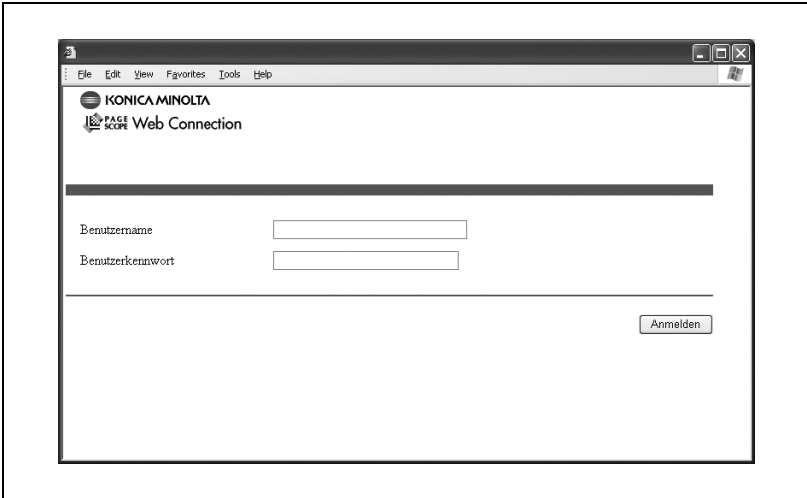 File Edit View Favorites Tools Help
KONICA MINOLTA
PAGE SCOPE Web Connection
Benutzername
Benutzerkennwort
Anmelden